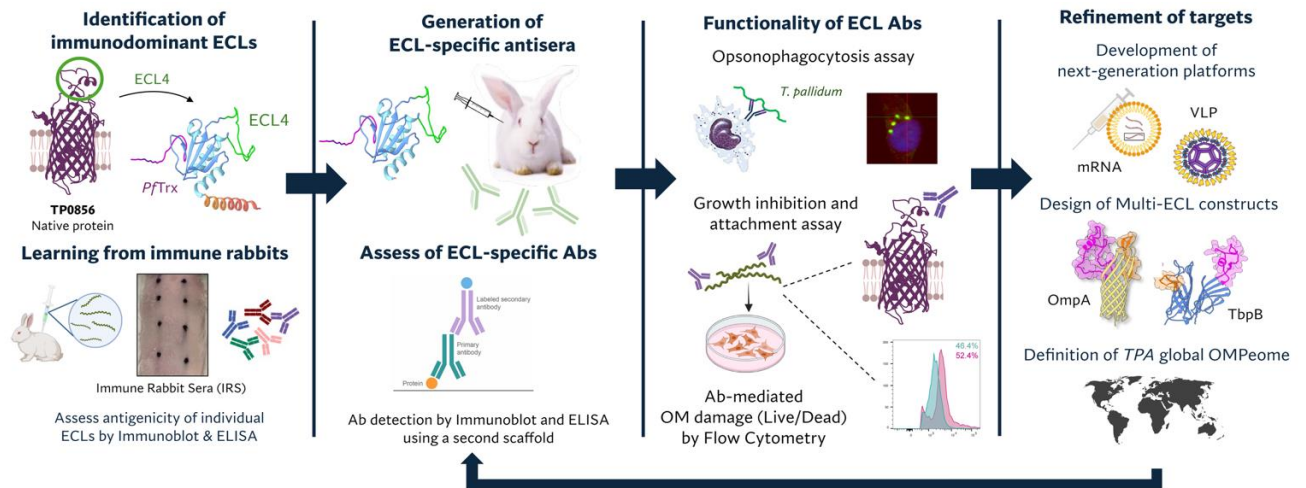 Identification of
immunodominant ECLs
ECL4
ECL4
PfTrx
TP0856
Native protein
Learning from immune rabbits
Immune Rabbit Sera (IRS)
Assess antigenicity of individual
ECLs by Immunoblot & ELISA
Generation of
ECL-specific antisera
Assess of ECL-specific Abs
Labeled secondary
antibody
Primary
antibody
Protein
Ab detection by Immunoblot and ELISA
using a second scaffold
Functionality of ECL Abs
Opsonophagocytosis assay
T. pallidum
Growth inhibition and
attachment assay
46.4%
52.4%
Ab-mediated
OM damage (Live/Dead)
by Flow Cytometry
Refinement of targets
Development of
next-generation platforms
VLP
mRNA
Design of Multi-ECL constructs
OmpA
TbpB
Definition of TPA global OMPeome